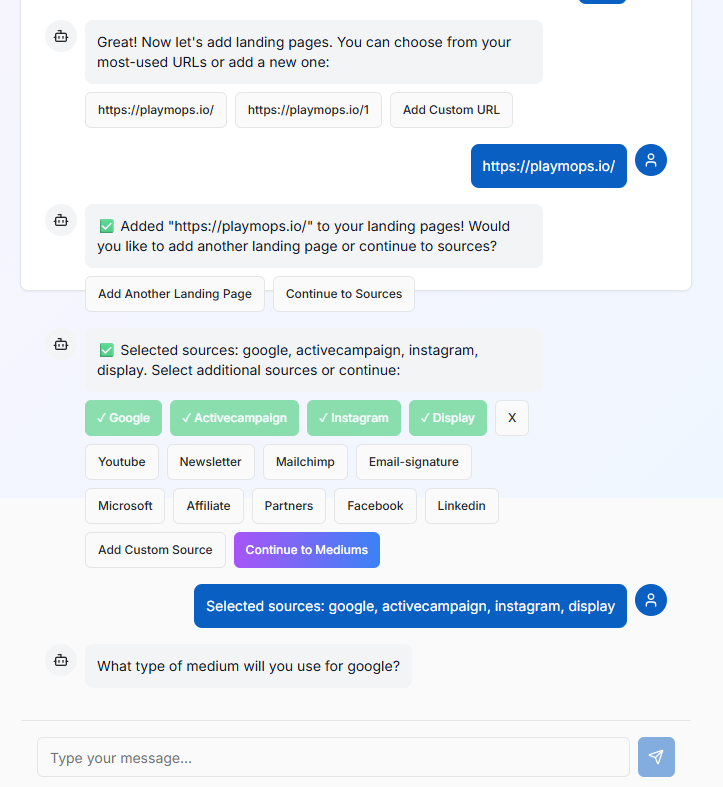 Great! Now let's add landing pages. You can choose from your
most-used URLs or add a new one:
https://playmops.io/
https://playmops.io/1
Add Custom URL
https://playmops.io/
✅ Added "https://playmops.io/" to your landing pages! Would
you like to add another landing page or continue to sources?
Add Another Landing Page
Continue to Sources
✅ Selected sources: google, activecampaign, instagram,
display. Select additional sources or continue:
✓ Google
✓ Activecampaign
✓ Instagram
✓ Display
X
Youtube
Newsletter
Mailchimp
Email-signature
Microsoft
Affiliate
Partners
Facebook
Linkedin
Add Custom Source
Continue to Mediums
Selected sources: google, activecampaign, instagram, display
What type of medium will you use for google?
Type your message...